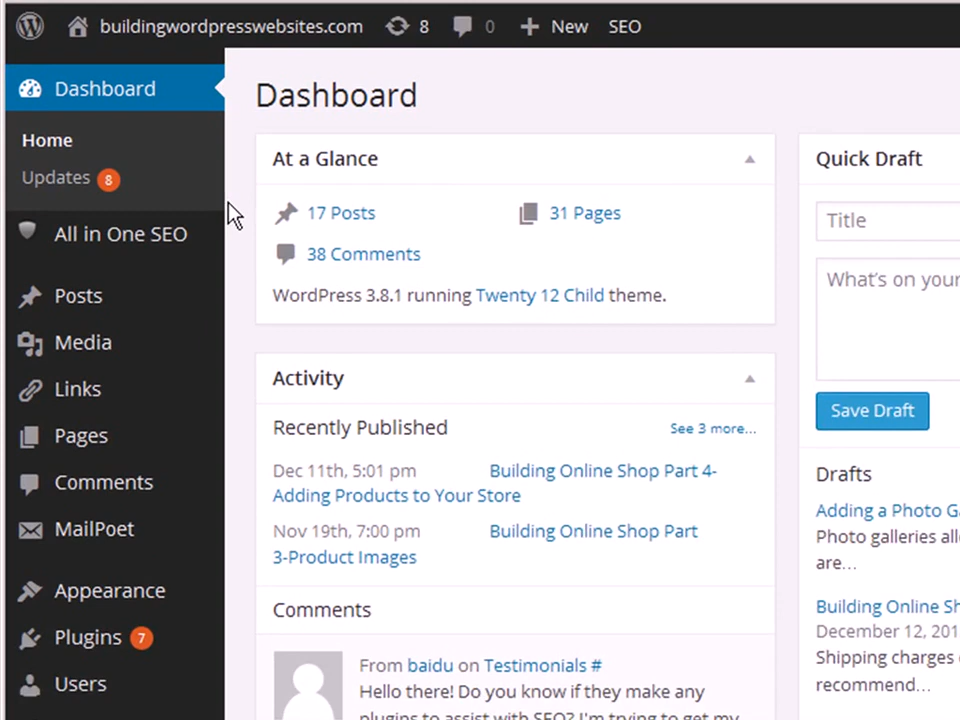 buildingwordpresswebsites.com 8 0 New SEO
Dashboard
Home
Updates 8
All in One SEO
Posts
Media
Links
Pages
Comments
MailPoet
Appearance
Plugins 7
Users
Dashboard
At a Glance
17 Posts 31 Pages
38 Comments
WordPress 3.8.1 running Twenty 12 Child theme.
Activity
Recently Published See 3 more...
Dec 11th, 5:01 pm Building Online Shop Part 4-
Adding Products to Your Store
Nov 19th, 7:00 pm Building Online Shop Part
3-Product Images
Comments
From baidu on Testimonials #
Hello there! Do you know if they make any
plugins to assist with SEO? I'm trying to get my
Quick Draft
Title
What's on your
Save Draft
Drafts
Adding a Photo Ga
Photo galleries all
are…
Building Online Sh
December 12, 201
Shipping charges
recommend…